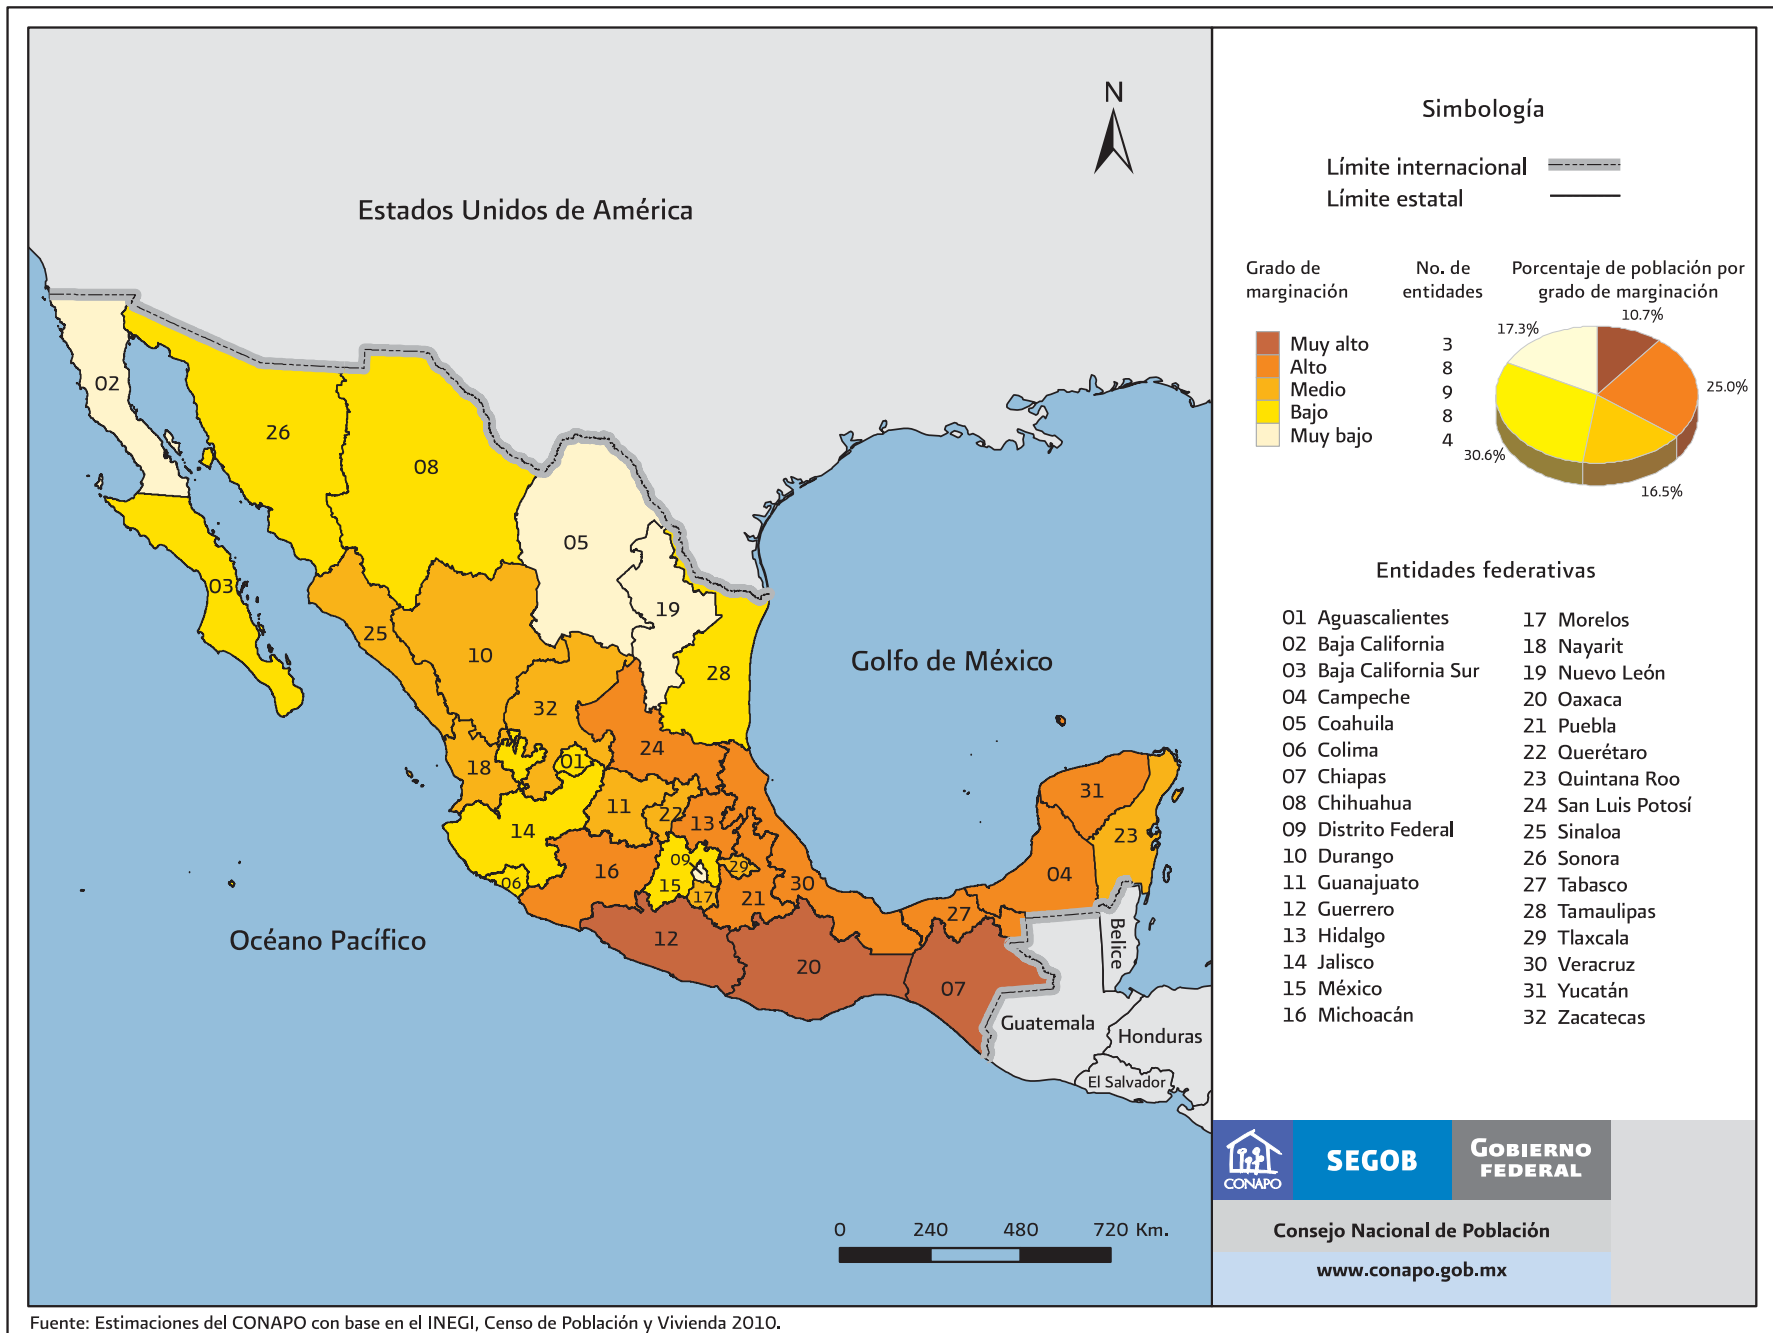 N
Estados Unidos de América
Golfo de México
Océano Pacífico
02
26
08
03
05
19
25
10
28
32
24
18
01
11
22
13
14
09
29
06
16
15
17
21
30
12
20
27
07
04
31
23
Belice
Guatemala
Honduras
El Salvador
0 240 480 720 Km.
Simbología
Límite internacional
Límite estatal
Grado de marginación
No. de entidades
Porcentaje de población por grado de marginación
Muy alto 3
Alto 8
Medio 9
Bajo 8
Muy bajo 4
10.7%
17.3%
25.0%
30.6%
16.5%
Entidades federativas
01 Aguascalientes
02 Baja California
03 Baja California Sur
04 Campeche
05 Coahuila
06 Colima
07 Chiapas
08 Chihuahua
09 Distrito Federal
10 Durango
11 Guanajuato
12 Guerrero
13 Hidalgo
14 Jalisco
15 México
16 Michoacán
17 Morelos
18 Nayarit
19 Nuevo León
20 Oaxaca
21 Puebla
22 Querétaro
23 Quintana Roo
24 San Luis Potosí
25 Sinaloa
26 Sonora
27 Tabasco
28 Tamaulipas
29 Tlaxcala
30 Veracruz
31 Yucatán
32 Zacatecas
CONAPO
SEGOB
GOBIERNO
FEDERAL
Consejo Nacional de Población
www.conapo.gob.mx
Fuente: Estimaciones del CONAPO con base en el INEGI, Censo de Población y Vivienda 2010.